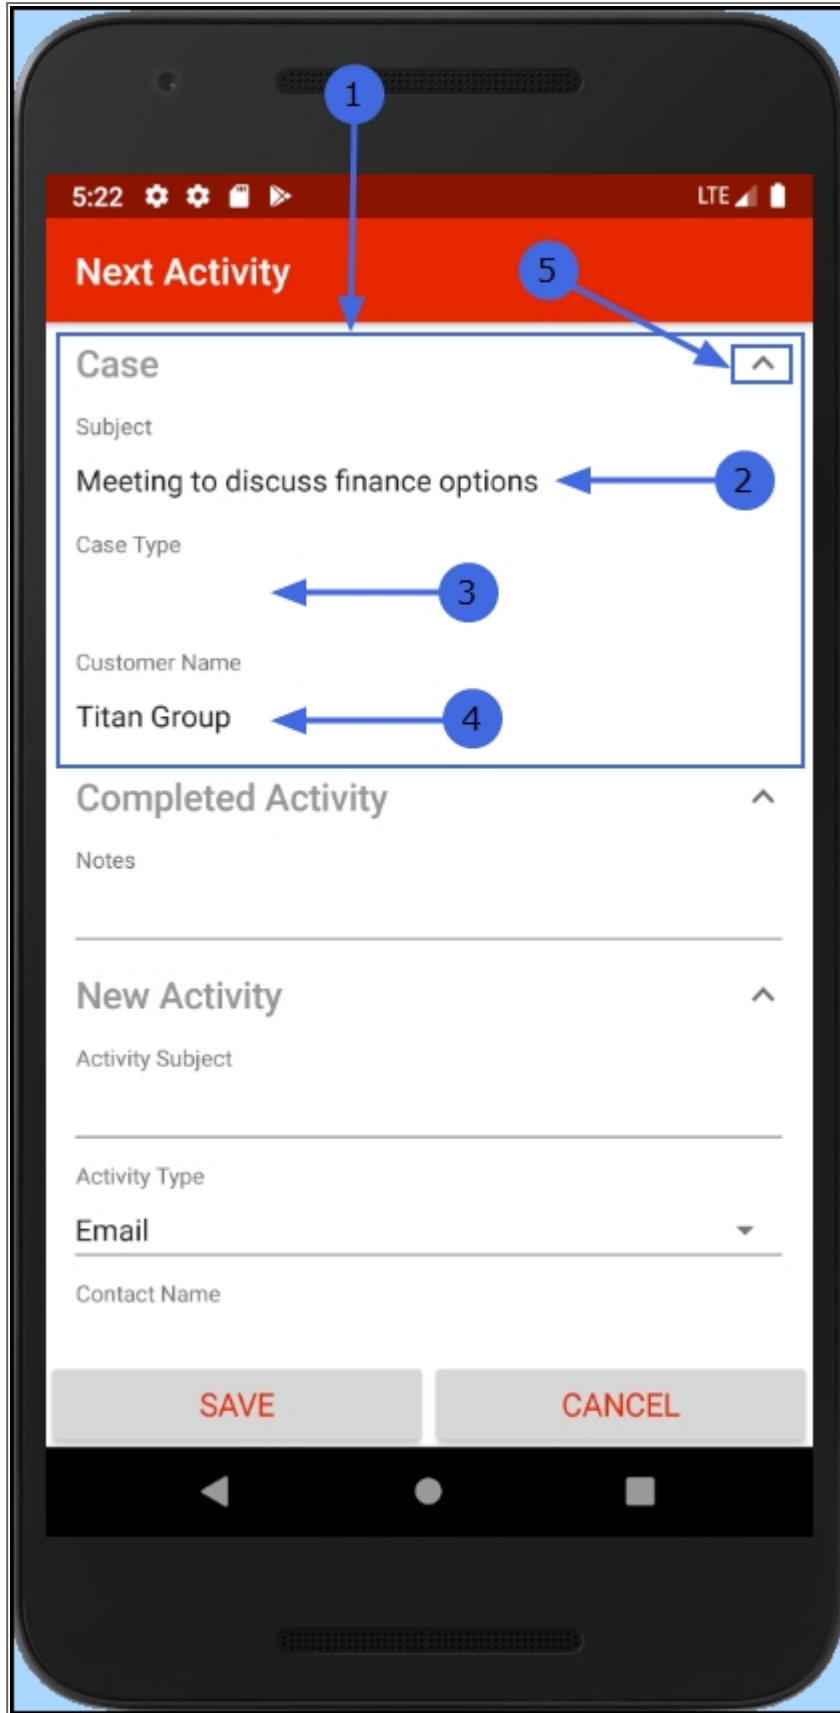 1
5:22 LTE
Next Activity
5
Case
Subject
Meeting to discuss finance options
2
Case Type
3
Customer Name
Titan Group
4
Completed Activity
Notes
New Activity
Activity Subject
Activity Type
Email
Contact Name
SAVE CANCEL